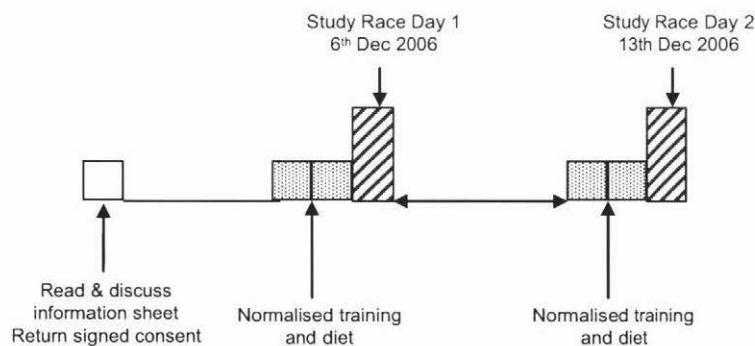 Study Race Day 1
6th Dec 2006
Study Race Day 2
13th Dec 2006
Read & discuss
information sheet
Return signed consent
Normalised training
and diet
Normalised training
and diet